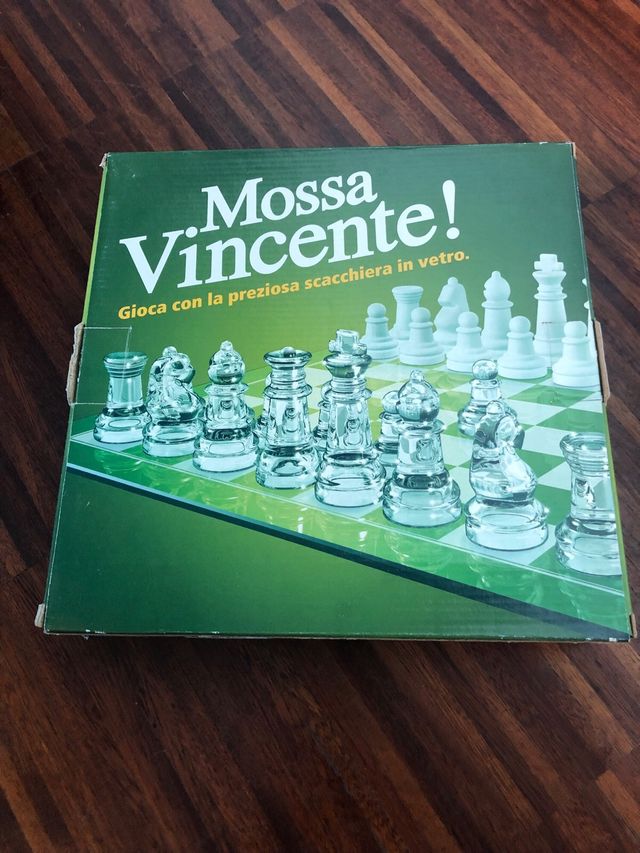 Mossa
Vincente!
Gioca con la preziosa scacchiera in vetro.